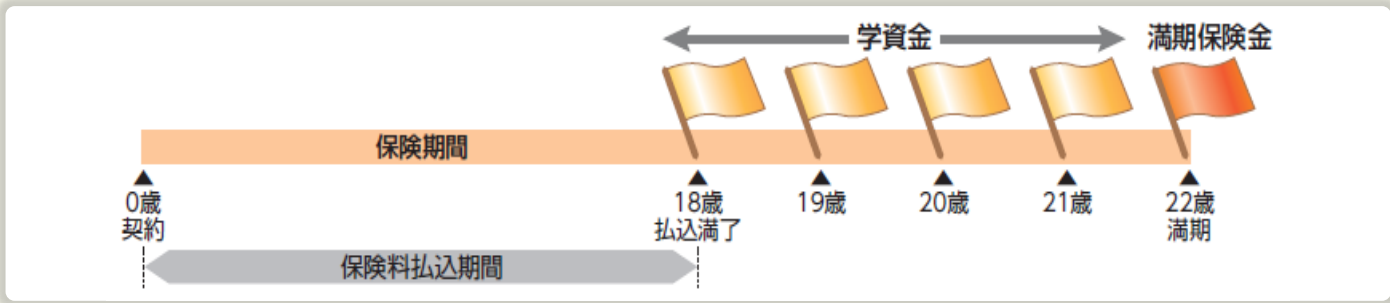 学資金
満期保険金
保険期間
0歳
契約
18歳
払込満了
19歳
20歳
21歳
22歳
満期
保険料払込期間